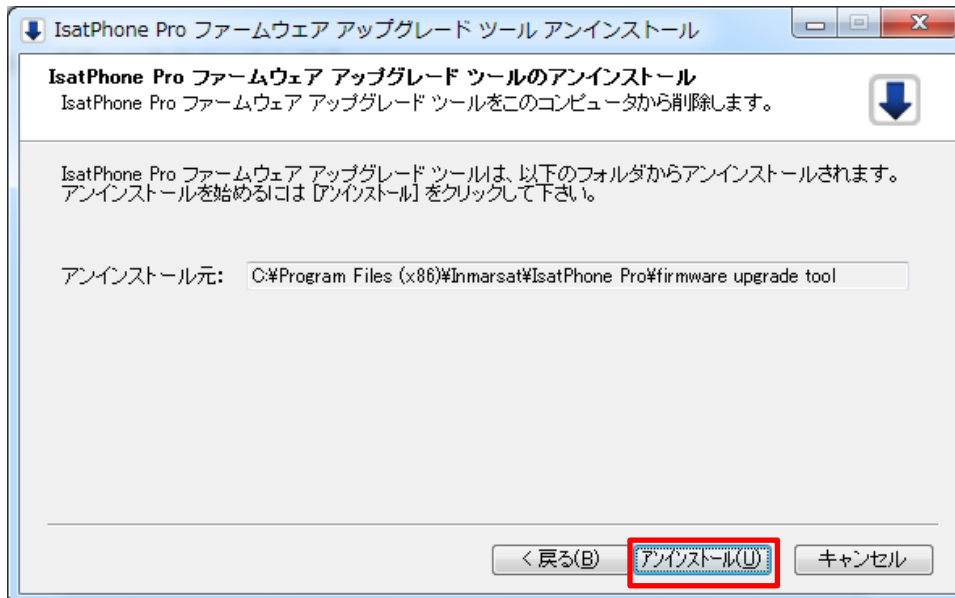 IsatPhone Pro ファームウェア アップグレード ツール アンインストール
IsatPhone Pro ファームウェア アップグレード ツールのアンインストール
IsatPhone Pro ファームウェア アップグレード ツールをこのコンピュータから削除します。
IsatPhone Pro ファームウェア アップグレード ツールは、以下のフォルダからアンインストールされます。
アンインストールを始めるには [アンインストール] をクリックして下さい。
アンインストール元: C:¥Program Files (x86)¥Inmarsat¥IsatPhone Pro¥firmware upgrade tool
< 戻る(B) アンインストール(U) キャンセル